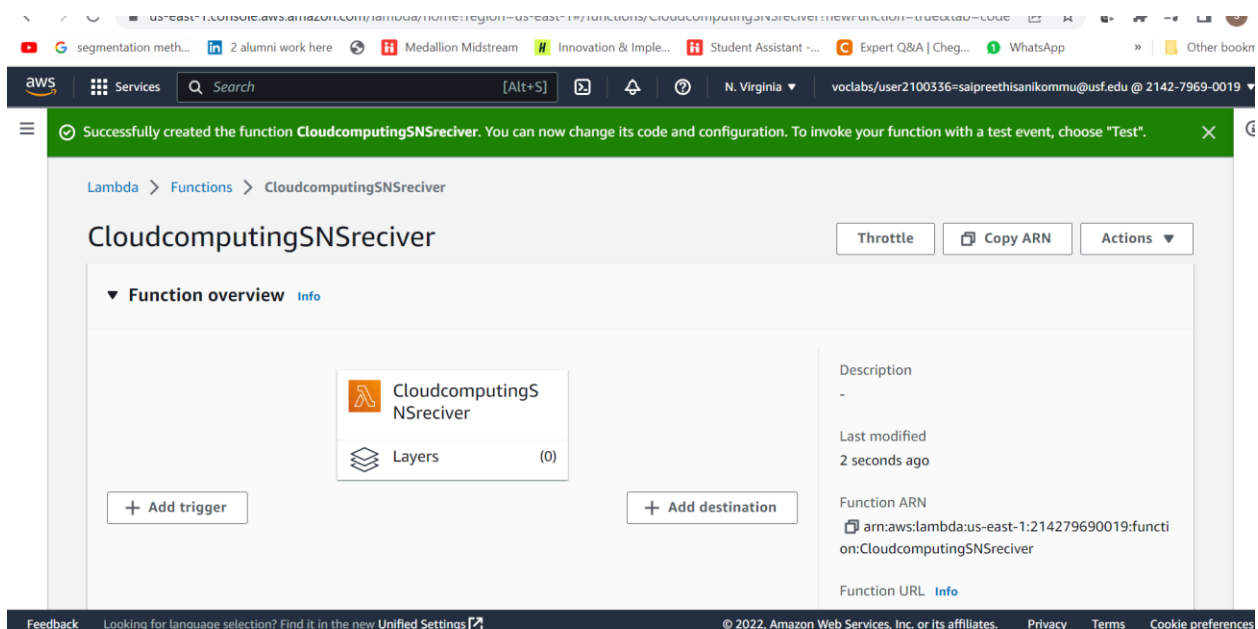 us-east-1.console.aws.amazon.com/lambda/home?region=us-east-1#/functions/CloudcomputingSNSreciver?newFunction=true&tab=code
segmentation meth... 2 alumni work here Medallion Midstream Innovation & Imple... Student Assistant -... Expert Q&A | Cheg... WhatsApp » Other bookm
aws Services Search [Alt+S] N. Virginia ▼ voclabs/user2100336=saipreethisanikommu@usf.edu @ 2142-7969-0019 ▼
Successfully created the function CloudcomputingSNSreciver. You can now change its code and configuration. To invoke your function with a test event, choose "Test".
Lambda > Functions > CloudcomputingSNSreciver
CloudcomputingSNSreciver
Throttle Copy ARN Actions ▼
▼ Function overview Info
CloudcomputingS
NSreciver
Layers (0)
+ Add trigger
+ Add destination
Description
-
Last modified
2 seconds ago
Function ARN
arn:aws:lambda:us-east-1:214279690019:functi
on:CloudcomputingSNSreciver
Function URL Info
Feedback Looking for language selection? Find it in the new Unified Settings © 2022, Amazon Web Services, Inc. or its affiliates. Privacy Terms Cookie preferences